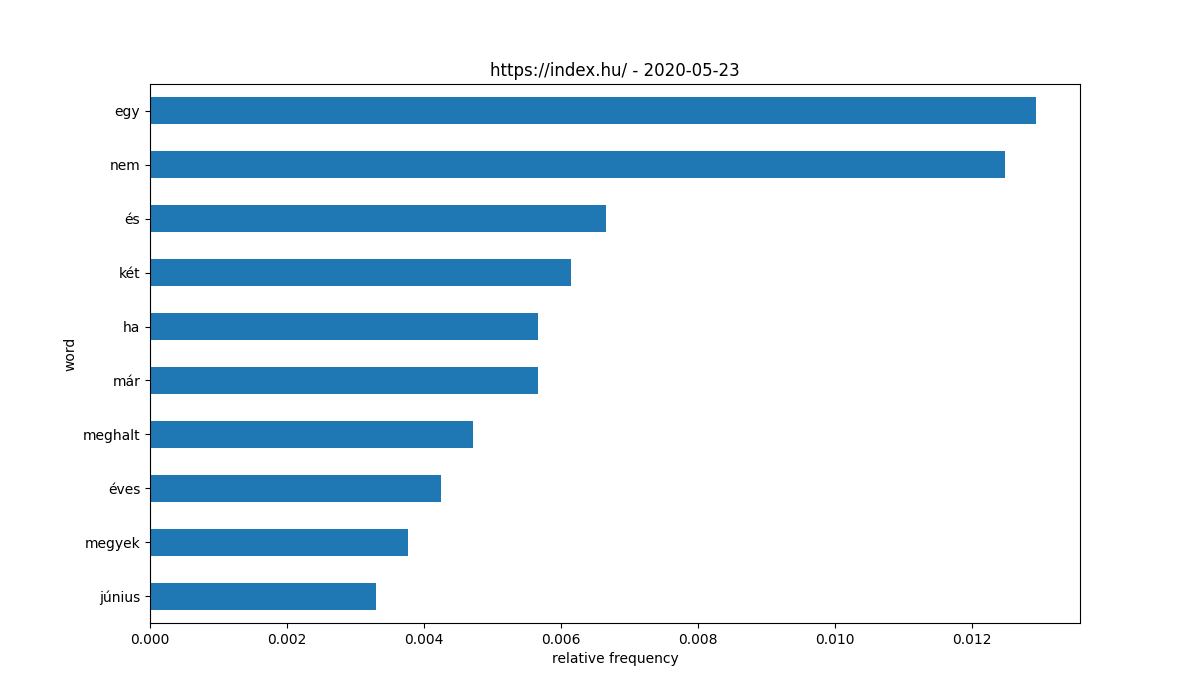 https://index.hu/ - 2020-05-23
egy
nem
és
két
ha
már
meghalt
éves
megyek
június
word
0.000 0.002 0.004 0.006 0.008 0.010 0.012
relative frequency